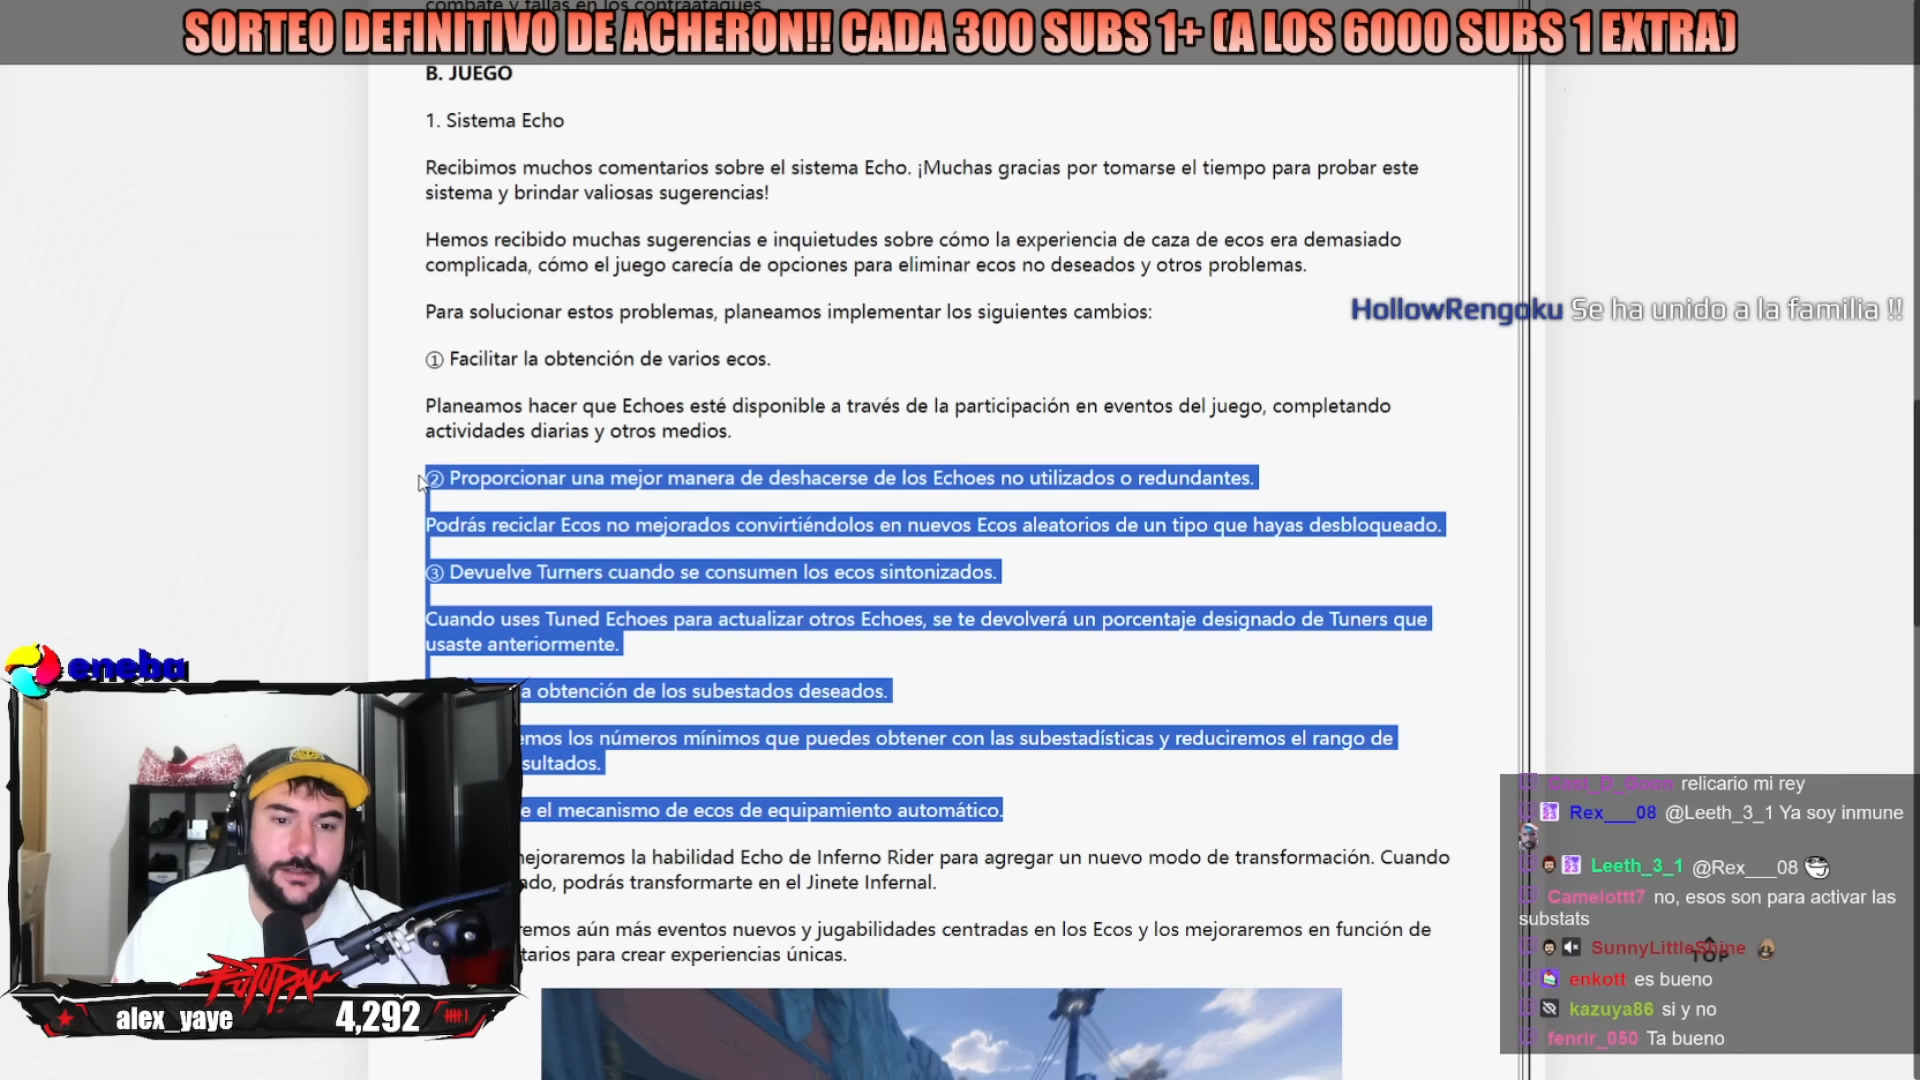 combate y fallas en los contraataques.
SORTEO DEFINITIVO DE ACHERON!! CADA 300 SUBS 1+ (A LOS 6000 SUBS 1 EXTRA)
B. JUEGO
1. Sistema Echo
Recibimos muchos comentarios sobre el sistema Echo. ¡Muchas gracias por tomarse el tiempo para probar este
sistema y brindar valiosas sugerencias!
Hemos recibido muchas sugerencias e inquietudes sobre cómo la experiencia de caza de ecos era demasiado
complicada, cómo el juego carecía de opciones para eliminar ecos no deseados y otros problemas.
Para solucionar estos problemas, planeamos implementar los siguientes cambios:
HollowRengoku Se ha unido a la familia !!
① Facilitar la obtención de varios ecos.
Planeamos hacer que Echoes esté disponible a través de la participación en eventos del juego, completando
actividades diarias y otros medios.
② Proporcionar una mejor manera de deshacerse de los Echoes no utilizados o redundantes.
Podrás reciclar Ecos no mejorados convirtiéndolos en nuevos Ecos aleatorios de un tipo que hayas desbloqueado.
③ Devuelve Turners cuando se consumen los ecos sintonizados.
Cuando uses Tuned Echoes para actualizar otros Echoes, se te devolverá un porcentaje designado de Tuners que
usaste anteriormente.
a obtención de los subestados deseados.
emos los números mínimos que puedes obtener con las subestadísticas y reduciremos el rango de
sultados.
e el mecanismo de ecos de equipamiento automático.
ejoraremos la habilidad Echo de Inferno Rider para agregar un nuevo modo de transformación. Cuando
do, podrás transformarte en el Jinete Infernal.
remos aún más eventos nuevos y jugabilidades centradas en los Ecos y los mejoraremos en función de
tarios para crear experiencias únicas.
eneba
alex_yaye 4,292
relicario mi rey
Rex___08 @Leeth_3_1 Ya soy inmune
Leeth_3_1 @Rex___08
Camelottt7 no, esos son para activar las
substats
SunnyLittleShine TOP
enkott es bueno
kazuya86 si y no
fenrir_050 Ta bueno